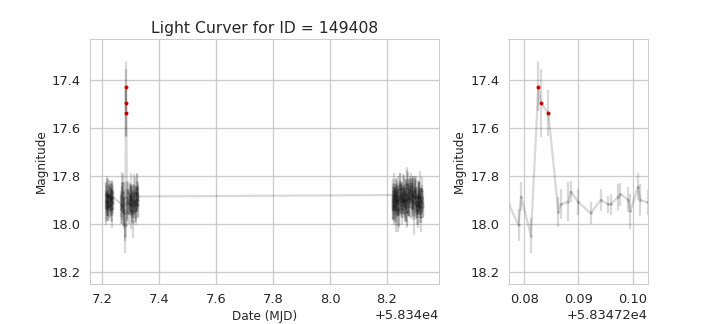 Light Curver for ID = 149408
Magnitude
17.4
17.6
17.8
18.0
18.2
7.2 7.4 7.6 7.8 8.0 8.2
Date (MJD)
+5.834e4
Magnitude
17.4
17.6
17.8
18.0
18.2
0.08 0.09 0.10
+5.83472e4